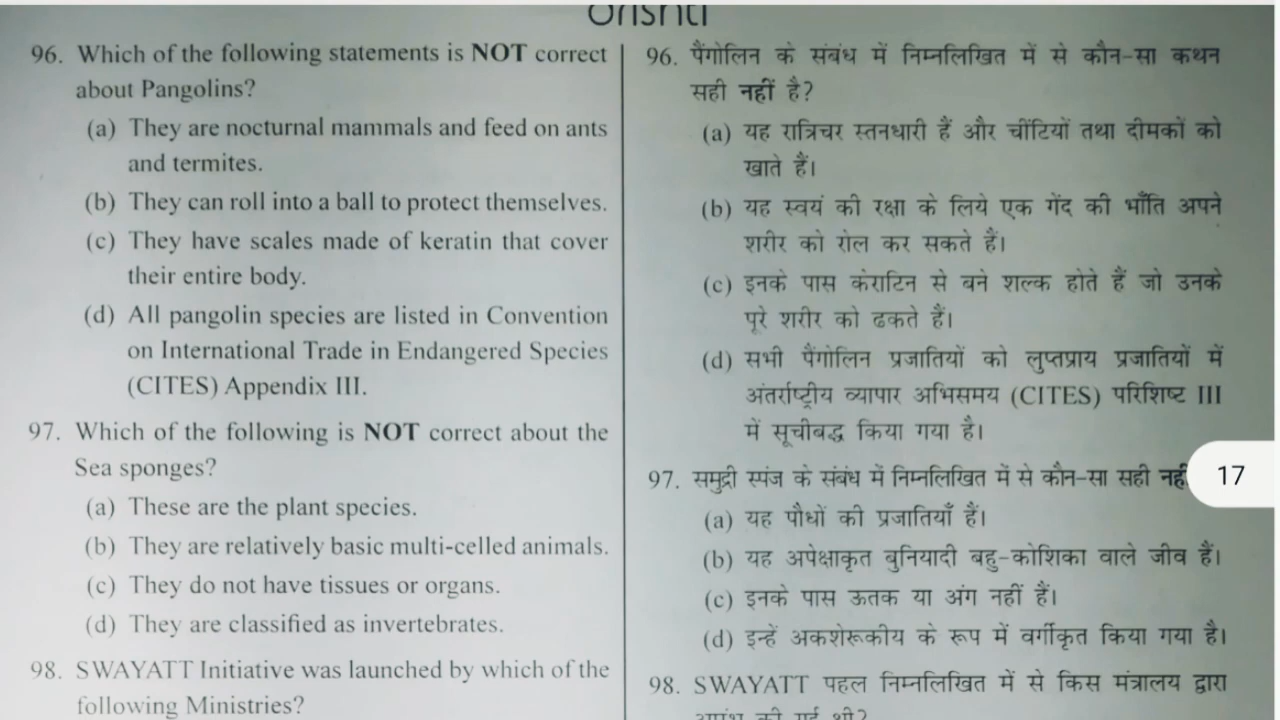 96. Which of the following statements is NOT correct
about Pangolins?
(a) They are nocturnal mammals and feed on ants
and termites.
(b) They can roll into a ball to protect themselves.
(c) They have scales made of keratin that cover
their entire body.
(d) All pangolin species are listed in Convention
on International Trade in Endangered Species
(CITES) Appendix III.
97. Which of the following is NOT correct about the
Sea sponges?
(a) These are the plant species.
(b) They are relatively basic multi-celled animals.
(c) They do not have tissues or organs.
(d) They are classified as invertebrates.
98. SWAYATT Initiative was launched by which of the
following Ministries?
96. पैंगोलिन के संबंध में निम्नलिखित में से कौन-सा कथन
सही नहीं है?
(a) यह रात्रिचर स्तनधारी हैं और चींटियों तथा दीमकों को
खाते हैं।
(b) यह स्वयं की रक्षा के लिये एक गेंद की भाँति अपने
शरीर को रोल कर सकते हैं।
(c) इनके पास केराटिन से बने शल्क होते हैं जो उनके
पूरे शरीर को ढकते हैं।
(d) सभी पैंगोलिन प्रजातियों को लुप्तप्राय प्रजातियों में
अंतर्राष्ट्रीय व्यापार अभिसमय (CITES) परिशिष्ट III
में सूचीबद्ध किया गया है।
97. समुद्री स्पंज के संबंध में निम्नलिखित में से कौन-सा सही नहीं
17
(a) यह पौधों की प्रजातियाँ हैं।
(b) यह अपेक्षाकृत बुनियादी बहु-कोशिका वाले जीव हैं।
(c) इनके पास ऊतक या अंग नहीं हैं।
(d) इन्हें अकशेरूकीय के रूप में वर्गीकृत किया गया है।
98. SWAYATT पहल निम्नलिखित में से किस मंत्रालय द्वारा